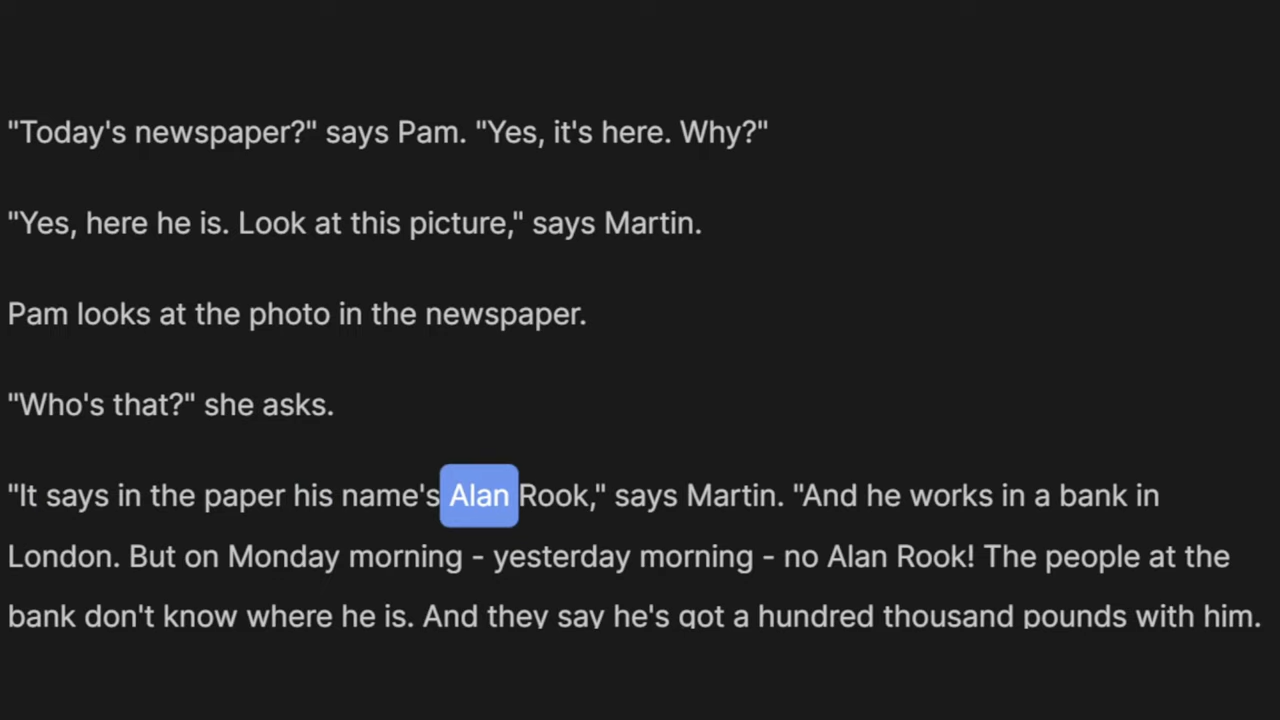 "Today's newspaper?" says Pam. "Yes, it's here. Why?"
"Yes, here he is. Look at this picture," says Martin.
Pam looks at the photo in the newspaper.
"Who's that?" she asks.
"It says in the paper his name's Alan Rook," says Martin. "And he works in a bank in
London. But on Monday morning - yesterday morning - no Alan Rook! The people at the
bank don't know where he is. And they say he's got a hundred thousand pounds with him.